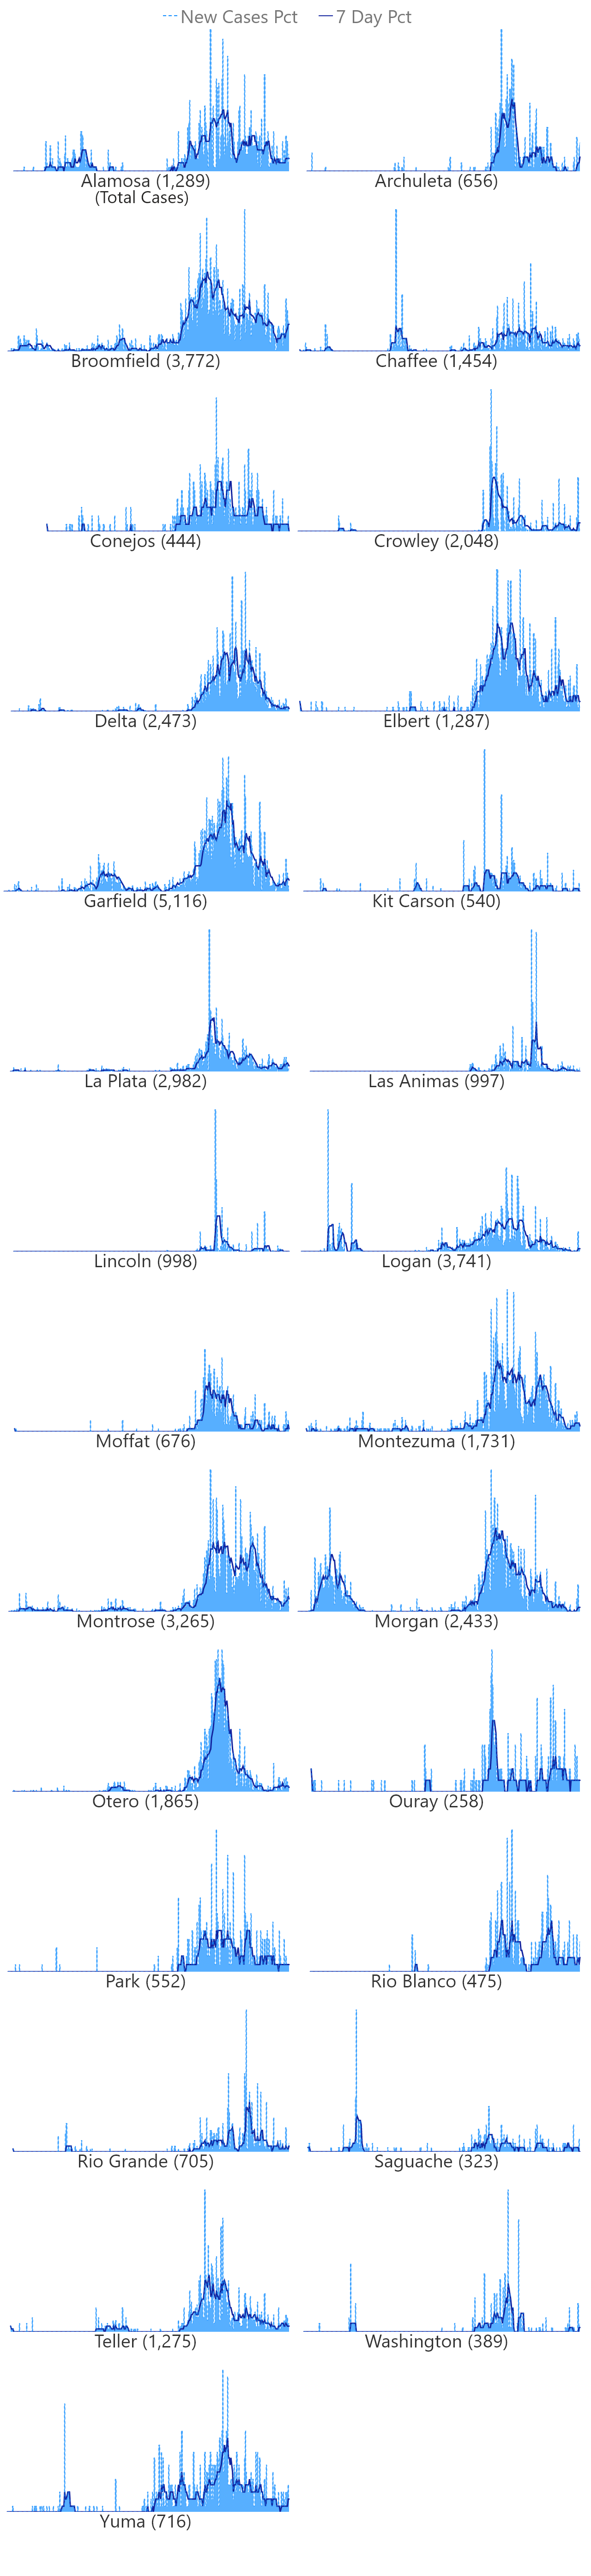 New Cases Pct 7 Day Pct
Alamosa (1,289) Archuleta (656)
(Total Cases)
Broomfield (3,772) Chaffee (1,454)
Conejos (444) Crowley (2,048)
Delta (2,473) Elbert (1,287)
Garfield (5,116) Kit Carson (540)
La Plata (2,982) Las Animas (997)
Lincoln (998) Logan (3,741)
Moffat (676) Montezuma (1,731)
Montrose (3,265) Morgan (2,433)
Otero (1,865) Ouray (258)
Park (552) Rio Blanco (475)
Rio Grande (705) Saguache (323)
Teller (1,275) Washington (389)
Yuma (716)